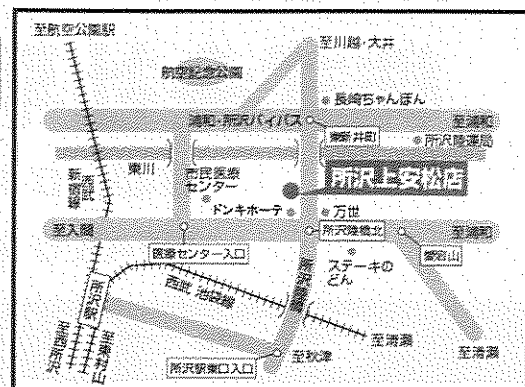 至航空公園駅
至川越・大井
航空記念公園
長崎ちゃんぽん
浦和・所沢バイパス
至浦和
東新井町
所沢陸運局
東川
市民医療
センター
所沢上安松店
西武
新宿線
ドンキホーテ
万世
至入間
所沢陸橋北
至浦和
医療センター入口
愛宕山
ステーキの
どん
西武 池袋線
所沢陸橋
所沢駅
至清瀬
至清瀬
所沢駅東口入口
至秋津
至西所沢
至東村山